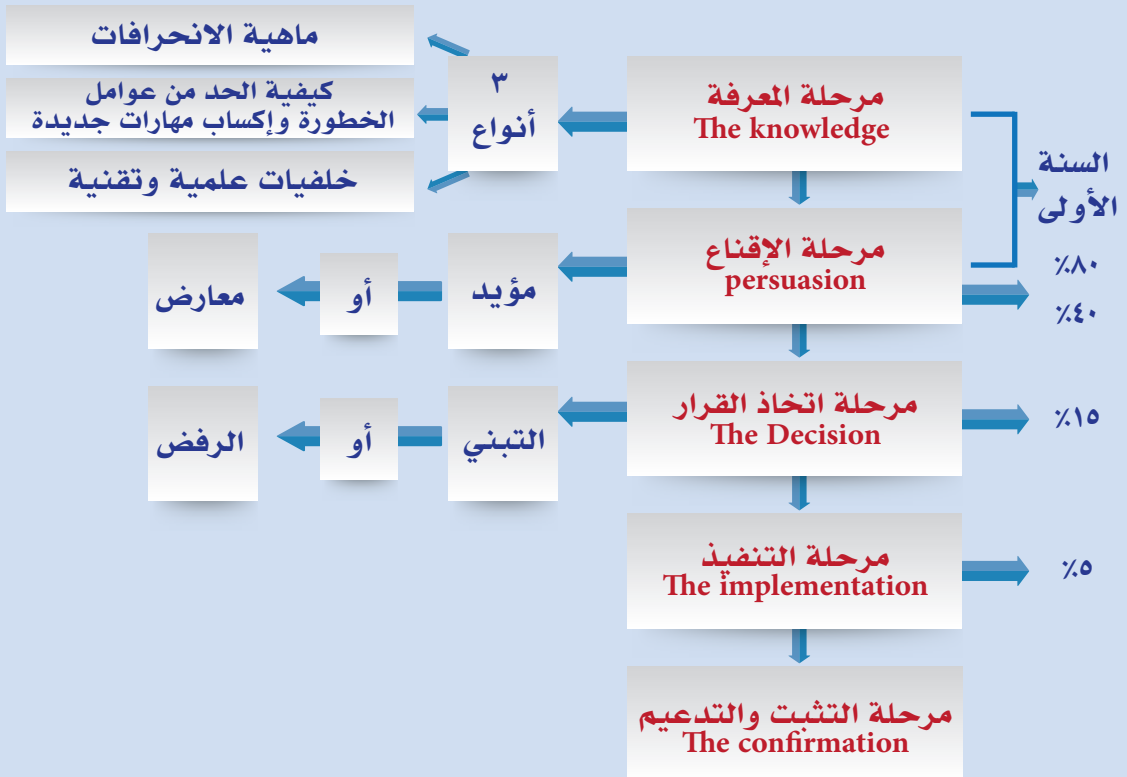 السنة
الأولى
٪٨٠
٪٤٠
مرحلة المعرفة
The knowledge
٣
أنواع
ماهية الانحرافات
كيفية الحد من عوامل
الخطورة وإكساب مهارات جديدة
خلفيات علمية وتقنية
مرحلة الإقناع
persuasion
مؤيد
أو
معارض
مرحلة اتخاذ القرار
The Decision
٪١٥
التبني
أو
الرفض
مرحلة التنفيذ
The implementation
٪٥
مرحلة التثبت والتدعيم
The confirmation